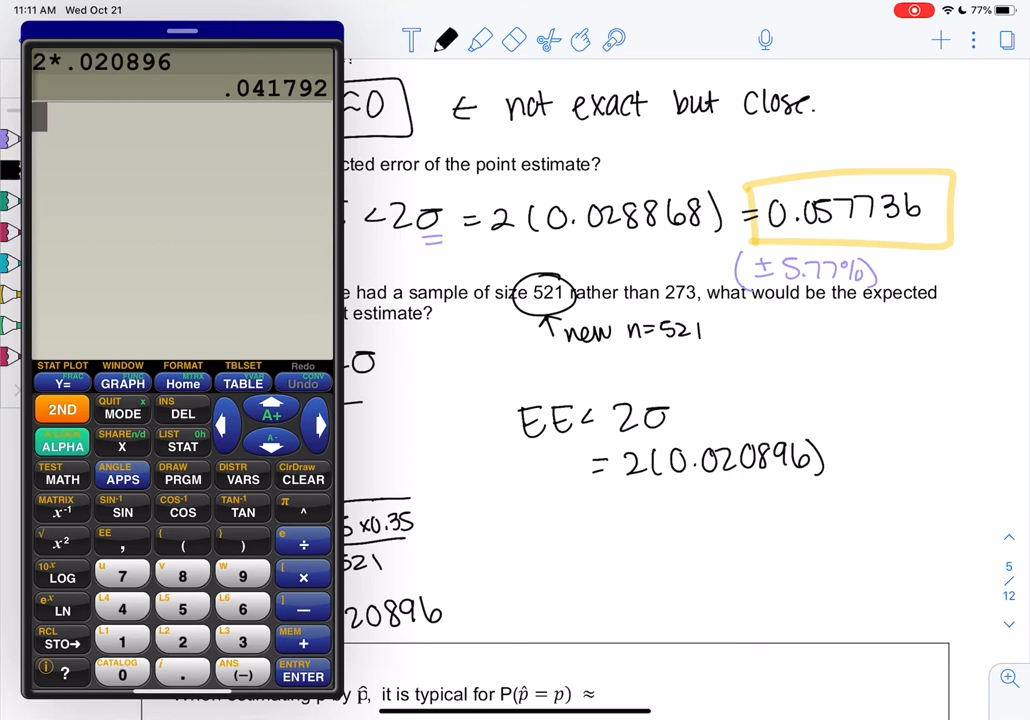 11:11 AM Wed Oct 21
77%
2*.020896
.041792
≈0 ← not exact but close.
cted error of the point estimate?
<2σ = 2(0.028868) = 0.057736
(± 5.77%)
e had a sample of size 521 rather than 273, what would be the expected
t estimate?
new n=521
σ
EE < 2σ
= 2(0.020896)
×0.35
521
20896
by p̂, it is typical for P(p̂ = p) ≈
5
/
12
STAT PLOT WINDOW FORMAT TBLSET Redo
Y= GRAPH Home TABLE Undo
QUIT x INS
2ND MODE DEL A+
SHARE n/d LIST 0h A-
ALPHA X STAT
TEST ANGLE DRAW DISTR ClrDraw
MATH APPS PRGM VARS CLEAR
MATRIX SIN-1 COS-1 TAN-1 π
x-1 SIN COS TAN ^
√ EE { } e
x2 , ( ) ÷
10x u v w [
LOG 7 8 9 ×
ex L4 L5 L6 ]
LN 4 5 6 —
RCL L1 L2 L3 MEM
STO→ 1 2 3 +
CATALOG i ANS ENTRY
? 0 . (−) ENTER